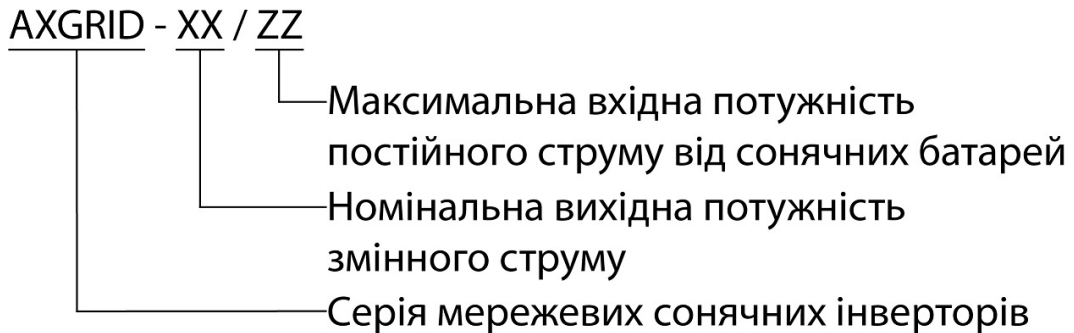 AXGRID - XX / ZZ
Максимальна вхідна потужність
постійного струму від сонячних батарей
Номінальна вихідна потужність
змінного струму
Серія мережевих сонячних інверторів